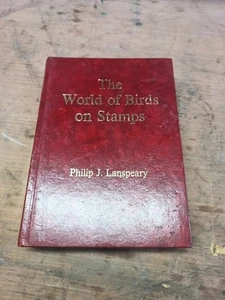 The
World of Birds
on Stamps
Philip J. Lanspeary